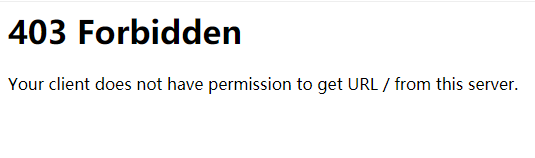 403 Forbidden
Your client does not have permission to get URL / from this server.